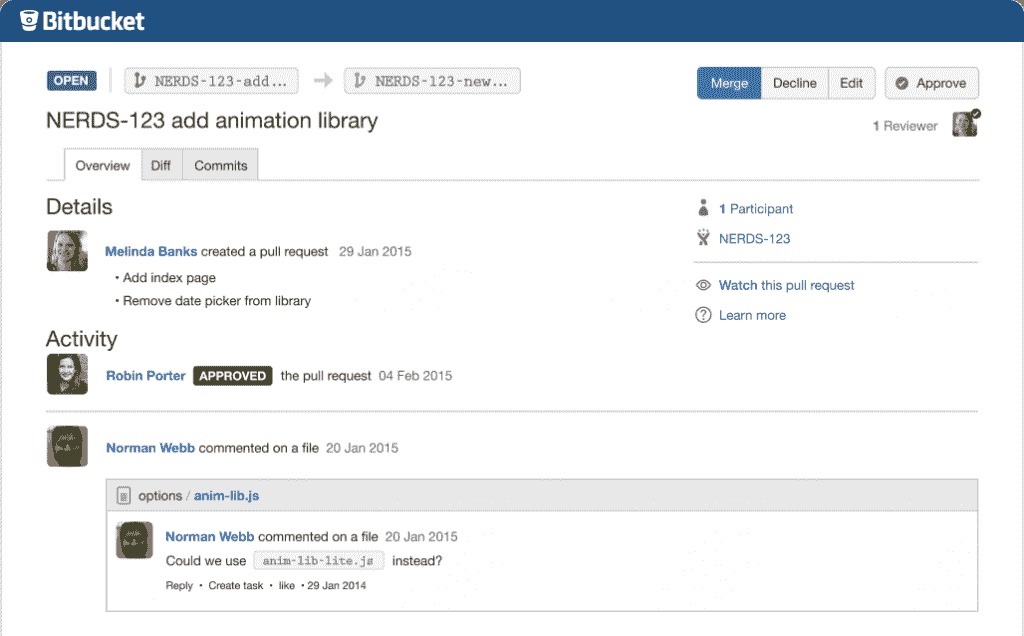 Bitbucket
OPEN NERDS-123-add... NERDS-123-new... Merge Decline Edit Approve
NERDS-123 add animation library
1 Reviewer
Overview Diff Commits
Details
1 Participant
NERDS-123
Melinda Banks created a pull request 29 Jan 2015
• Add index page
• Remove date picker from library
Watch this pull request
Learn more
Activity
Robin Porter APPROVED the pull request 04 Feb 2015
Norman Webb commented on a file 20 Jan 2015
options / anim-lib.js
Norman Webb commented on a file 20 Jan 2015
Could we use anim-lib-lite.js instead?
Reply • Create task • like • 29 Jan 2014